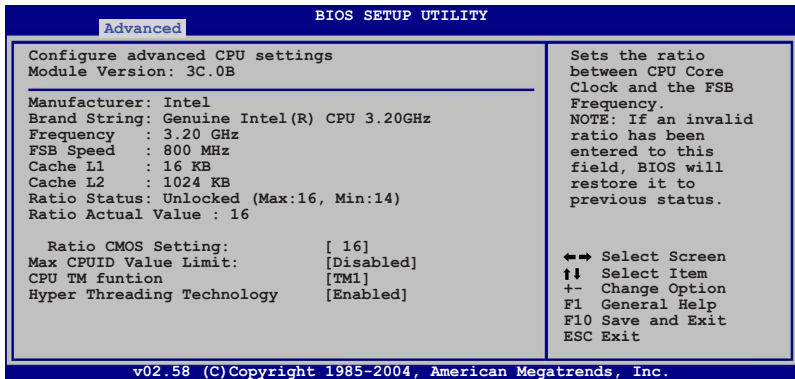 BIOS SETUP UTILITY
Advanced
Configure advanced CPU settings
Module Version: 3C.0B
Manufacturer: Intel
Brand String: Genuine Intel(R) CPU 3.20GHz
Frequency : 3.20 GHz
FSB Speed : 800 MHz
Cache L1 : 16 KB
Cache L2 : 1024 KB
Ratio Status: Unlocked (Max:16, Min:14)
Ratio Actual Value : 16
Ratio CMOS Setting: [ 16]
Max CPUID Value Limit: [Disabled]
CPU TM funtion [TM1]
Hyper Threading Technology [Enabled]
Sets the ratio
between CPU Core
Clock and the FSB
Frequency.
NOTE: If an invalid
ratio has been
entered to this
field, BIOS will
restore it to
previous status.
←→ Select Screen
↑↓ Select Item
+- Change Option
F1 General Help
F10 Save and Exit
ESC Exit
v02.58 (C)Copyright 1985-2004, American Megatrends, Inc.